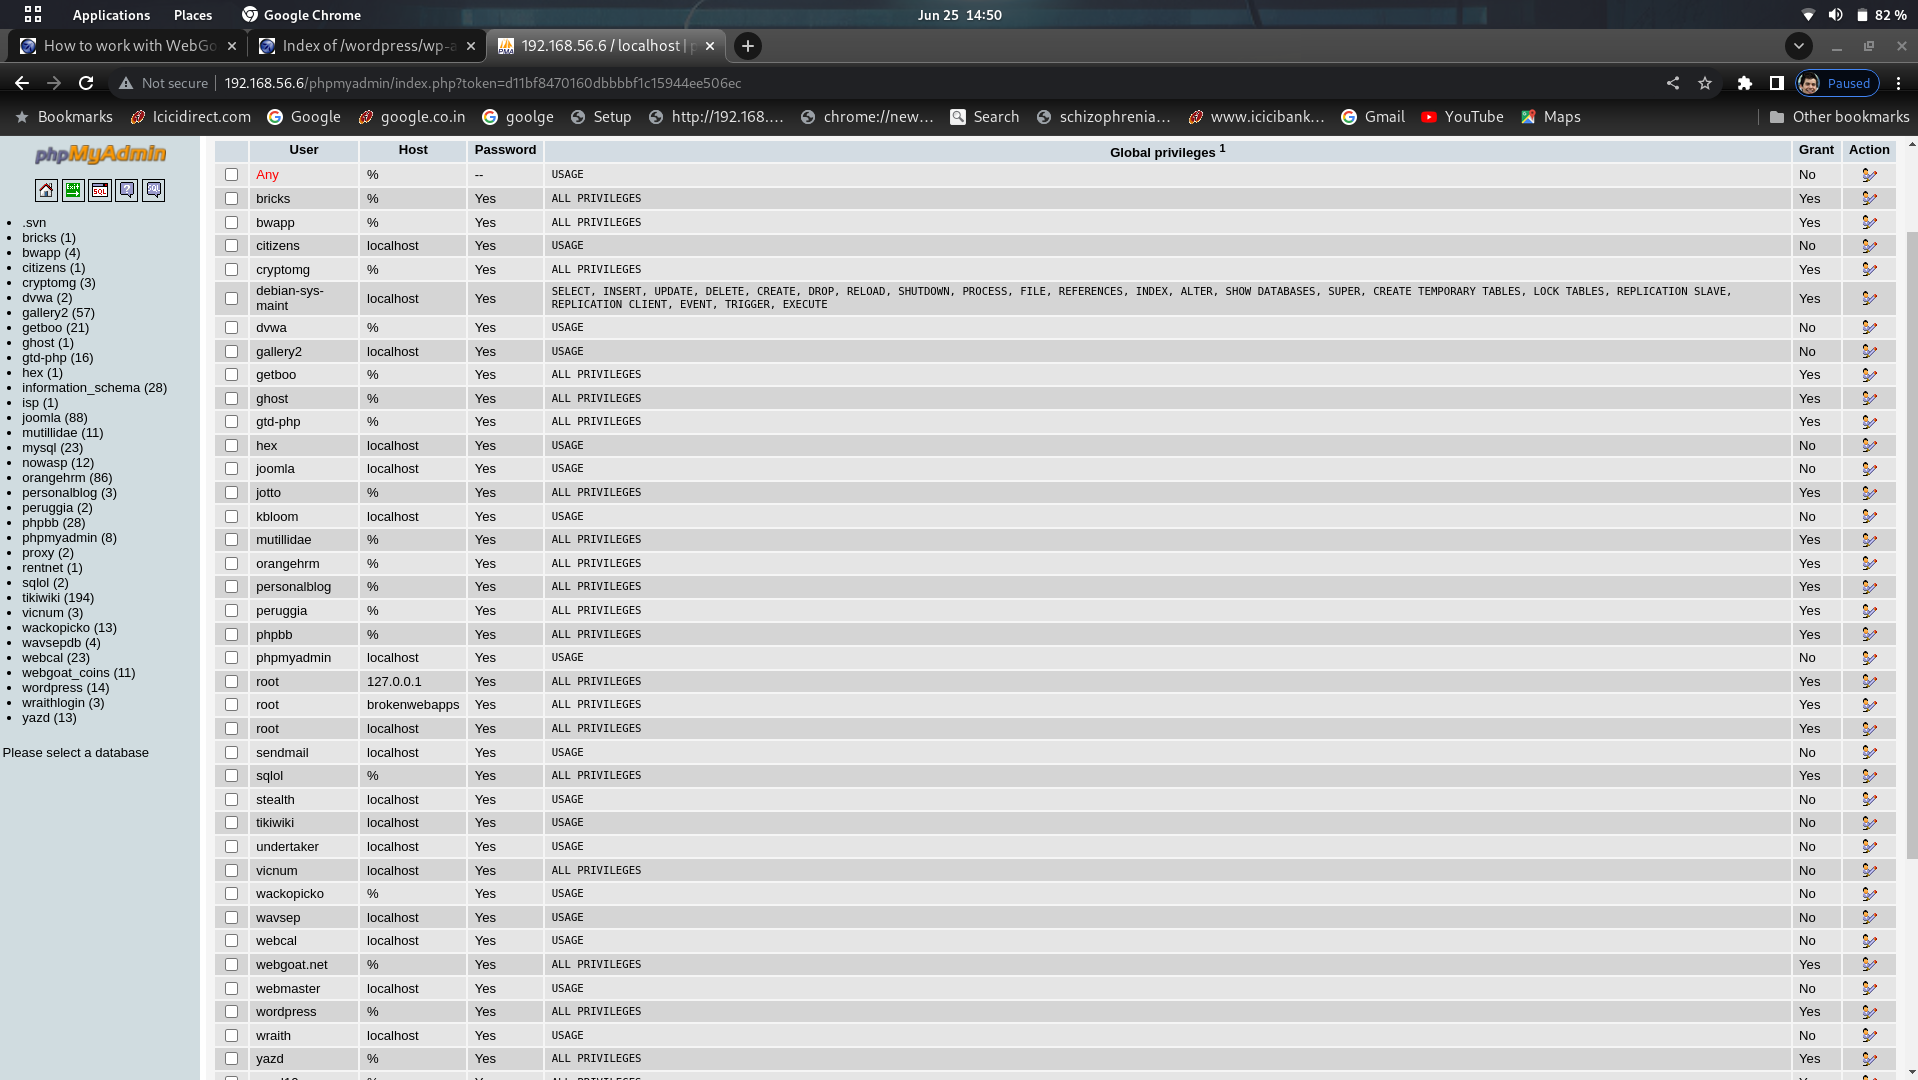 Applications Places Google Chrome Jun 25 14:50 82 %
How to work with WebGo Index of /wordpress/wp-a 192.168.56.6 / localhost | p
Not secure 192.168.56.6/phpmyadmin/index.php?token=d11bf8470160dbbbbf1c15944ee506ec Paused
Bookmarks Icicidirect.com Google google.co.in goolge Setup http://192.168.... chrome://new... Search schizophrenia... www.icicibank... Gmail YouTube Maps Other bookmarks
phpMyAdmin
.svn
bricks (1)
bwapp (4)
citizens (1)
cryptomg (3)
dvwa (2)
gallery2 (57)
getboo (21)
ghost (1)
gtd-php (16)
hex (1)
information_schema (28)
isp (1)
joomla (88)
mutillidae (11)
mysql (23)
nowasp (12)
orangehrm (86)
personalblog (3)
peruggia (2)
phpbb (28)
phpmyadmin (8)
proxy (2)
rentnet (1)
sqlol (2)
tikiwiki (194)
vicnum (3)
wackopicko (13)
wavsepdb (4)
webcal (23)
webgoat_coins (11)
wordpress (14)
wraithlogin (3)
yazd (13)
Please select a database
User Host Password Global privileges 1 Grant Action
Any % -- USAGE No
bricks % Yes ALL PRIVILEGES Yes
bwapp % Yes ALL PRIVILEGES Yes
citizens localhost Yes USAGE No
cryptomg % Yes ALL PRIVILEGES Yes
debian-sys-maint localhost Yes SELECT, INSERT, UPDATE, DELETE, CREATE, DROP, RELOAD, SHUTDOWN, PROCESS, FILE, REFERENCES, INDEX, ALTER, SHOW DATABASES, SUPER, CREATE TEMPORARY TABLES, LOCK TABLES, REPLICATION SLAVE,
REPLICATION CLIENT, EVENT, TRIGGER, EXECUTE Yes
dvwa % Yes USAGE No
gallery2 localhost Yes USAGE No
getboo % Yes ALL PRIVILEGES Yes
ghost % Yes ALL PRIVILEGES Yes
gtd-php % Yes ALL PRIVILEGES Yes
hex localhost Yes USAGE No
joomla localhost Yes USAGE No
jotto % Yes ALL PRIVILEGES Yes
kbloom localhost Yes USAGE No
mutillidae % Yes ALL PRIVILEGES Yes
orangehrm % Yes ALL PRIVILEGES Yes
personalblog % Yes ALL PRIVILEGES Yes
peruggia % Yes ALL PRIVILEGES Yes
phpbb % Yes ALL PRIVILEGES Yes
phpmyadmin localhost Yes USAGE No
root 127.0.0.1 Yes ALL PRIVILEGES Yes
root brokenwebapps Yes ALL PRIVILEGES Yes
root localhost Yes ALL PRIVILEGES Yes
sendmail localhost Yes USAGE No
sqlol % Yes ALL PRIVILEGES Yes
stealth localhost Yes USAGE No
tikiwiki localhost Yes USAGE No
undertaker localhost Yes USAGE No
vicnum localhost Yes ALL PRIVILEGES No
wackopicko % Yes USAGE No
wavsep localhost Yes USAGE No
webcal localhost Yes USAGE No
webgoat.net % Yes ALL PRIVILEGES Yes
webmaster localhost Yes USAGE No
wordpress % Yes ALL PRIVILEGES Yes
wraith localhost Yes USAGE No
yazd % Yes ALL PRIVILEGES Yes